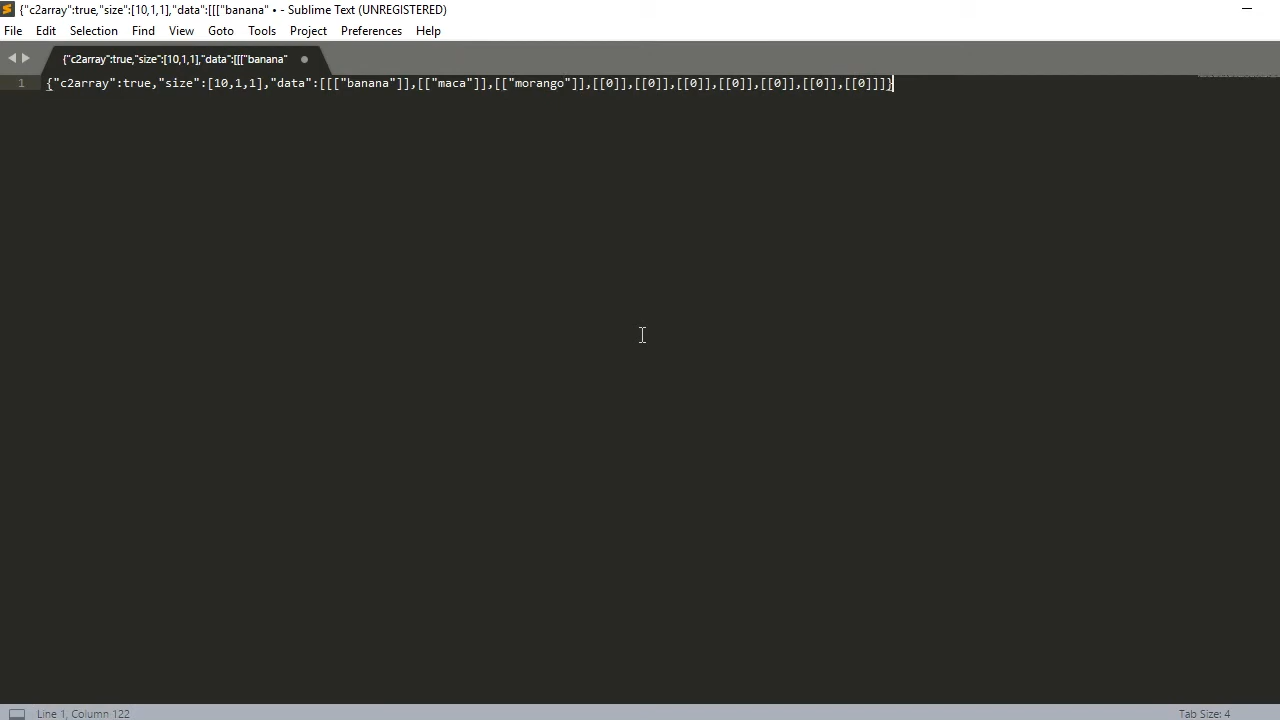 {"c2array":true,"size":[10,1,1],"data":[[["banana" • - Sublime Text (UNREGISTERED)
File Edit Selection Find View Goto Tools Project Preferences Help
{"c2array":true,"size":[10,1,1],"data":[[["banana"
1 {"c2array":true,"size":[10,1,1],"data":[[["banana"]],[["maca"]],[["morango"]],[[0]],[[0]],[[0]],[[0]],[[0]],[[0]],[[0]]]}
Line 1, Column 122 Tab Size: 4